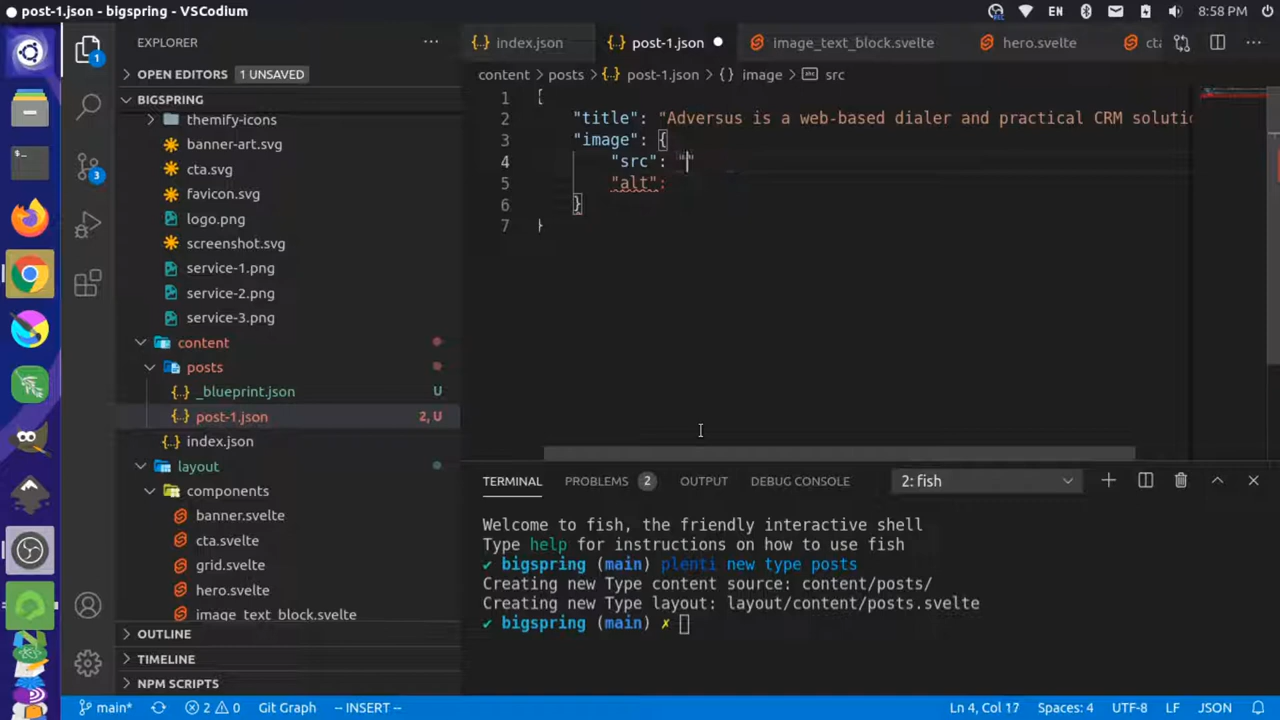 post-1.json - bigspring - VSCodium
EN
8:58 PM
EXPLORER
OPEN EDITORS 1 UNSAVED
BIGSPRING
themify-icons
banner-art.svg
cta.svg
favicon.svg
logo.png
screenshot.svg
service-1.png
service-2.png
service-3.png
content
posts
_blueprint.json U
post-1.json 2, U
index.json
layout
components
banner.svelte
cta.svelte
grid.svelte
hero.svelte
image_text_block.svelte
OUTLINE
TIMELINE
NPM SCRIPTS
1
3
index.json
post-1.json
image_text_block.svelte
hero.svelte
cta
content > posts > {..} post-1.json > {} image > abc src
1 {
2 "title": "Adversus is a web-based dialer and practical CRM solutio
3 "image": {
4 "src": ""
5 "alt":
6 }
7 }
TERMINAL PROBLEMS 2 OUTPUT DEBUG CONSOLE 2: fish
Welcome to fish, the friendly interactive shell
Type help for instructions on how to use fish
✔ bigspring (main) plenti new type posts
Creating new Type content source: content/posts/
Creating new Type layout: layout/content/posts.svelte
✔ bigspring (main) ✗
main* 2 0 Git Graph -- INSERT -- Ln 4, Col 17 Spaces: 4 UTF-8 LF JSON